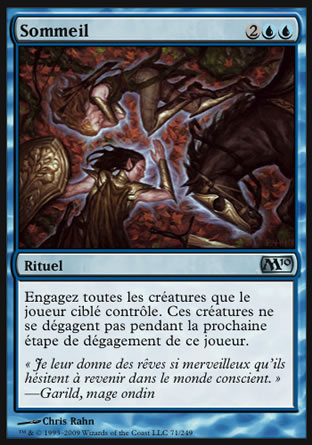 Sommeil 2
Rituel M10
Engagez toutes les créatures que le
joueur ciblé contrôle. Ces créatures ne
se dégagent pas pendant la prochaine
étape de dégagement de ce joueur.
« Je leur donne des rêves si merveilleux qu'ils
hésitent à revenir dans le monde conscient. »
—Garild, mage ondin
Chris Rahn
™ & © 1993–2009 Wizards of the Coast LLC 71/249